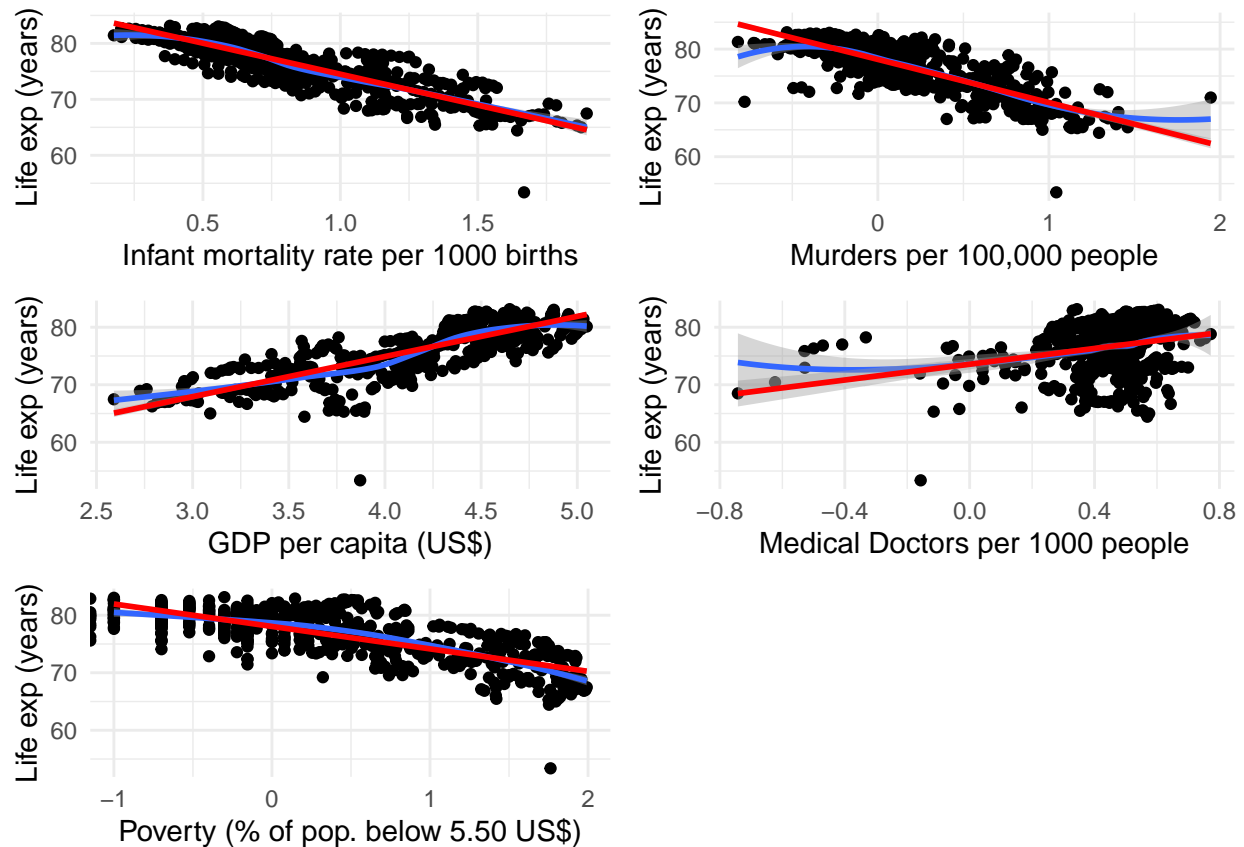 Life exp (years)
80
70
60
0.5 1.0 1.5
Infant mortality rate per 1000 births
Life exp (years)
80
70
60
0 1 2
Murders per 100,000 people
Life exp (years)
80
70
60
2.5 3.0 3.5 4.0 4.5 5.0
GDP per capita (US$)
Life exp (years)
80
70
60
−0.8 −0.4 0.0 0.4 0.8
Medical Doctors per 1000 people
Life exp (years)
80
70
60
−1 0 1 2
Poverty (% of pop. below 5.50 US$)